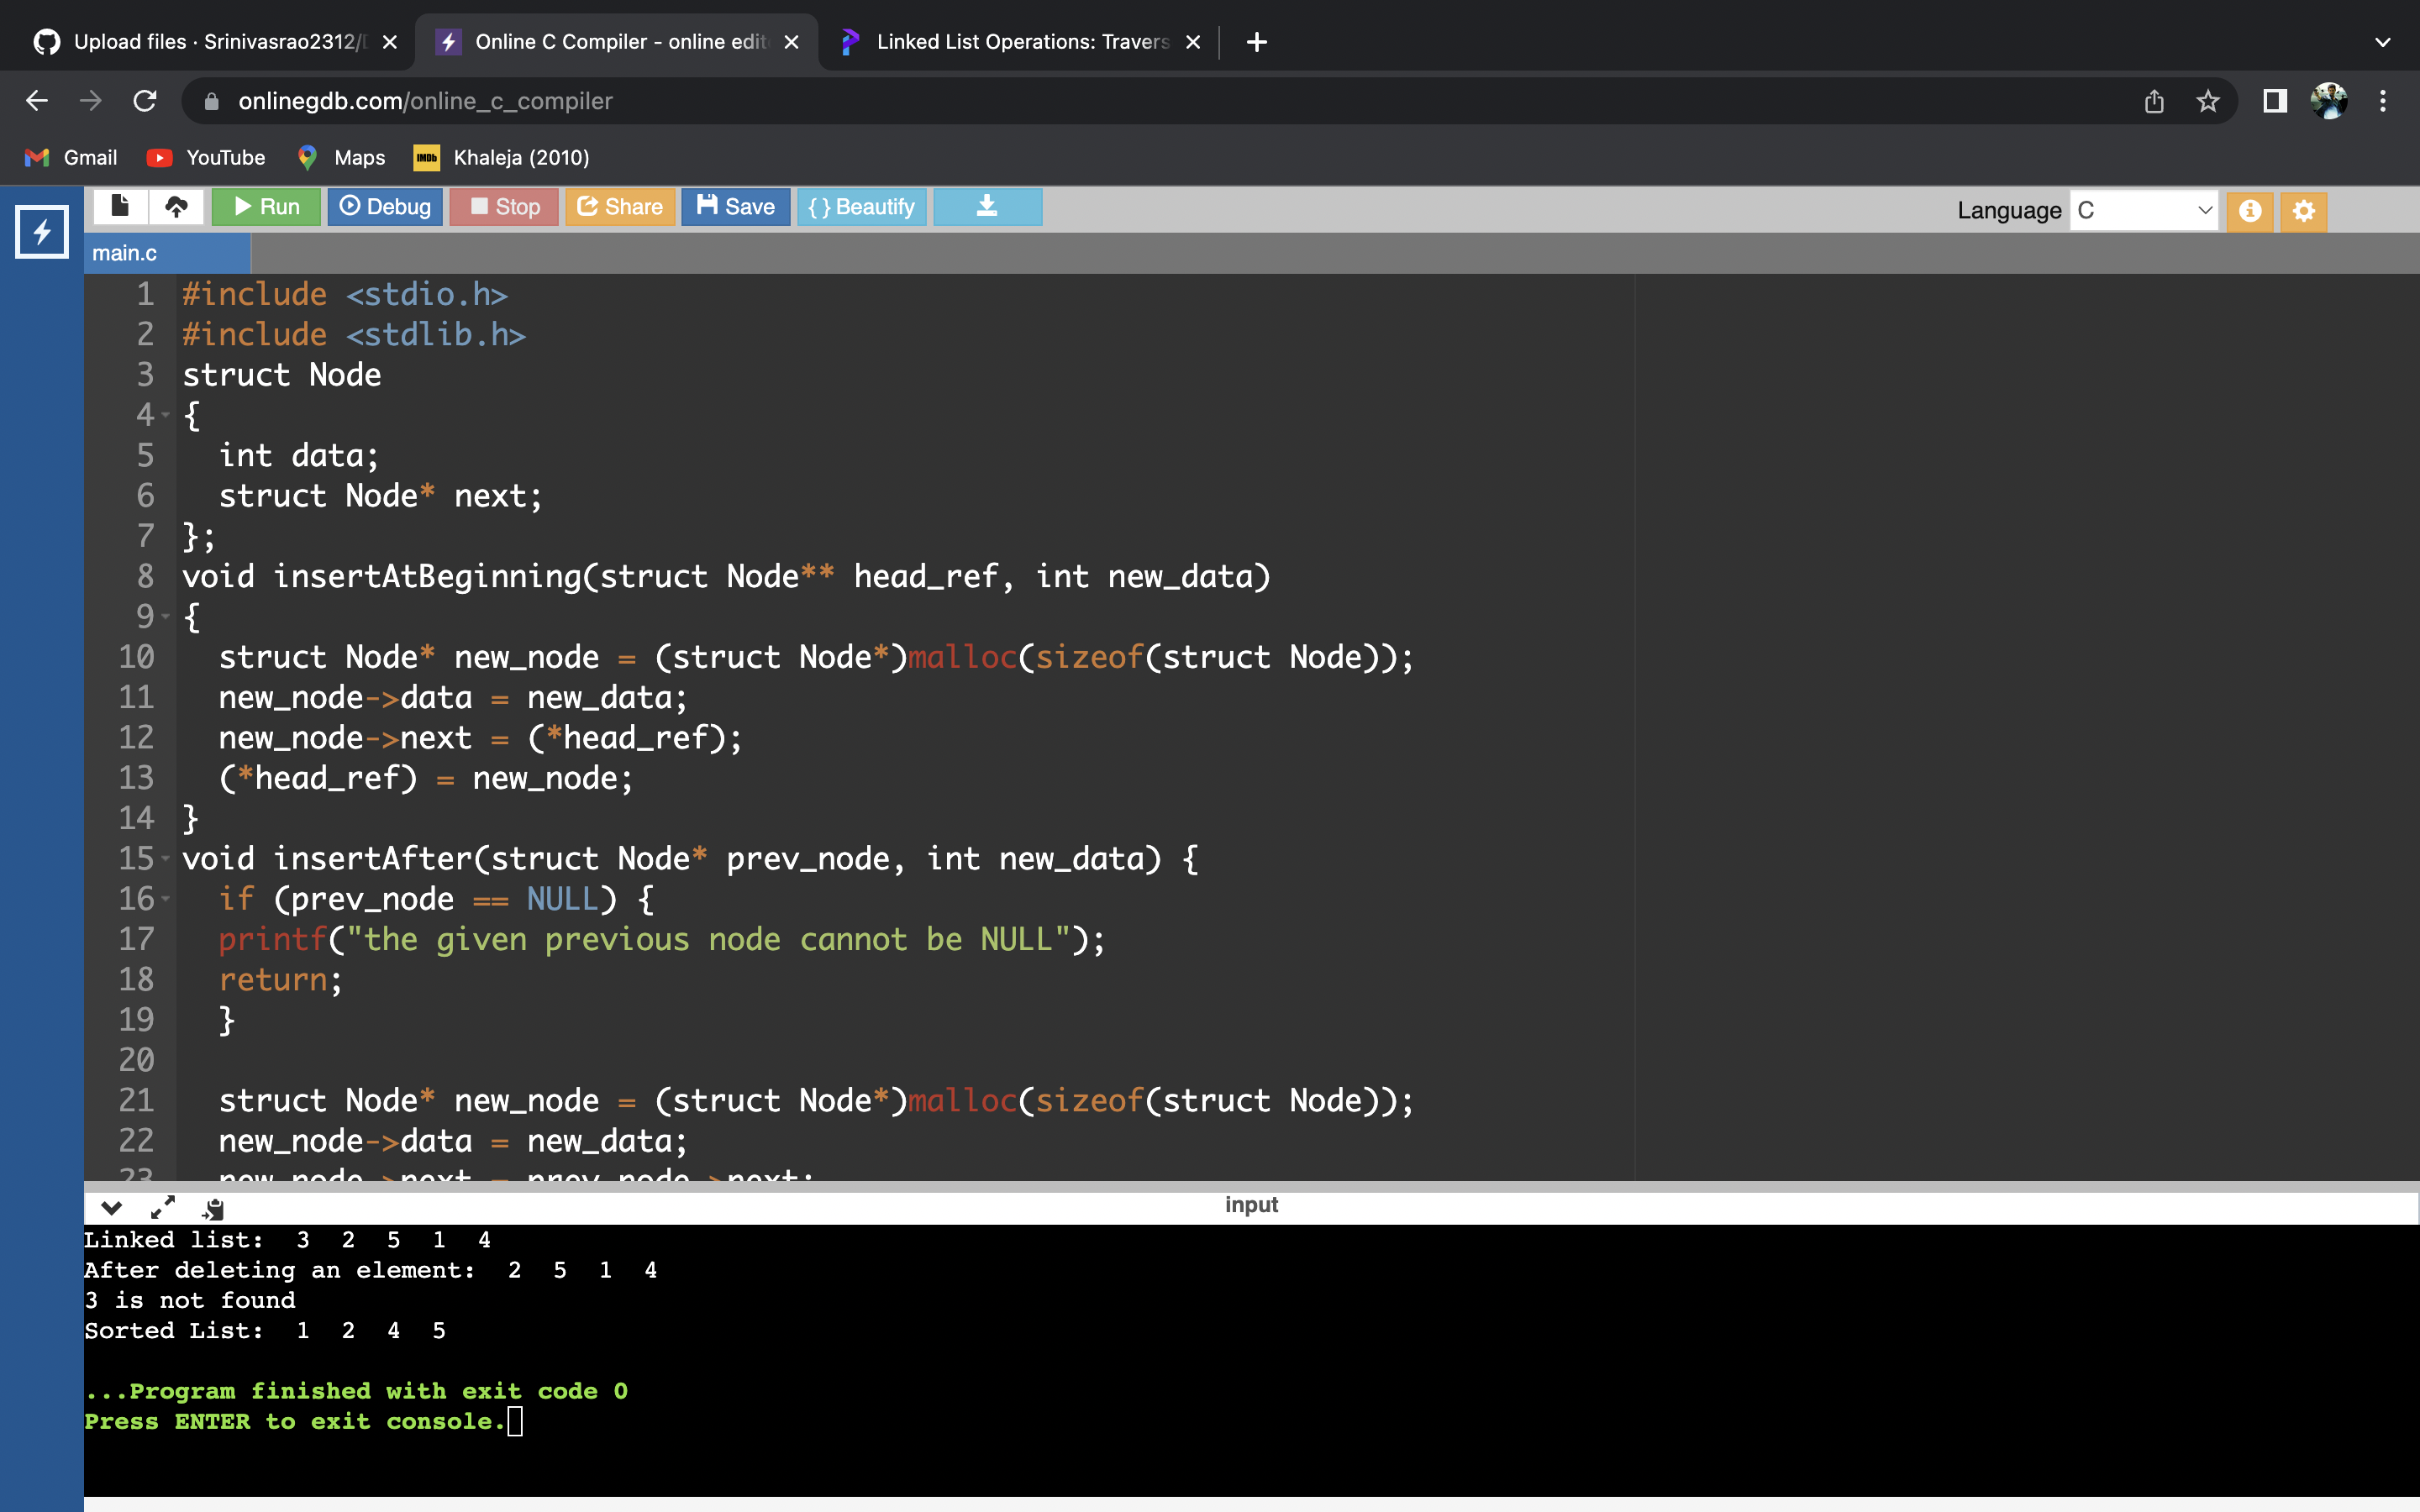 Upload files · Srinivasrao2312/
Online C Compiler - online edit
Linked List Operations: Travers
onlinegdb.com/online_c_compiler
Gmail YouTube Maps IMDb Khaleja (2010)
Run Debug Stop Share Save { } Beautify Language C
main.c
1 #include <stdio.h>
2 #include <stdlib.h>
3 struct Node
4 {
5 int data;
6 struct Node* next;
7 };
8 void insertAtBeginning(struct Node** head_ref, int new_data)
9 {
10 struct Node* new_node = (struct Node*)malloc(sizeof(struct Node));
11 new_node->data = new_data;
12 new_node->next = (*head_ref);
13 (*head_ref) = new_node;
14 }
15 void insertAfter(struct Node* prev_node, int new_data) {
16 if (prev_node == NULL) {
17 printf("the given previous node cannot be NULL");
18 return;
19 }
20
21 struct Node* new_node = (struct Node*)malloc(sizeof(struct Node));
22 new_node->data = new_data;
23 new_node->next = prev_node->next;
input
Linked list: 3 2 5 1 4
After deleting an element: 2 5 1 4
3 is not found
Sorted List: 1 2 4 5
...Program finished with exit code 0
Press ENTER to exit console.